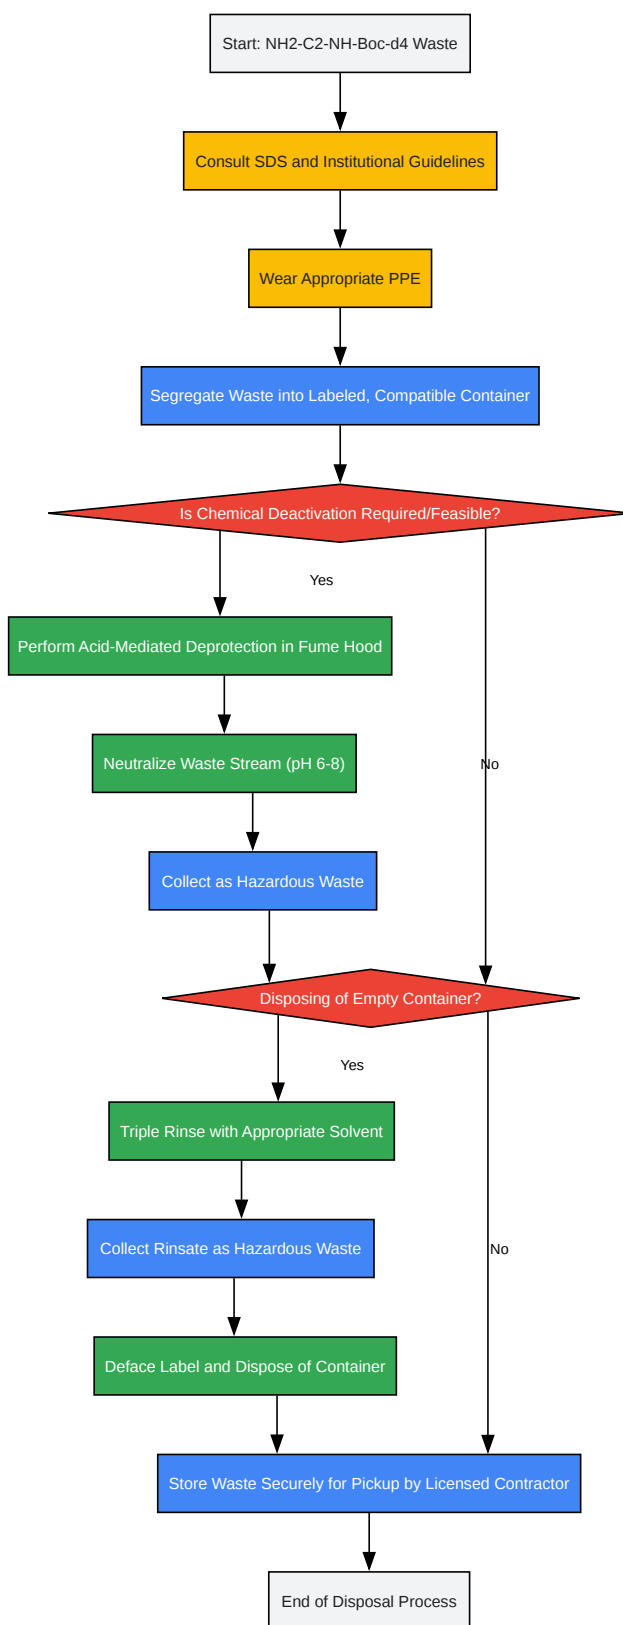 Start: NH2-C2-NH-Boc-d4 Waste
Consult SDS and Institutional Guidelines
Wear Appropriate PPE
Segregate Waste into Labeled, Compatible Container
Is Chemical Deactivation Required/Feasible?
Yes
Perform Acid-Mediated Deprotection in Fume Hood
Neutralize Waste Stream (pH 6-8)
No
Collect as Hazardous Waste
Disposing of Empty Container?
Yes
Triple Rinse with Appropriate Solvent
Collect Rinsate as Hazardous Waste
No
Deface Label and Dispose of Container
Store Waste Securely for Pickup by Licensed Contractor
End of Disposal Process